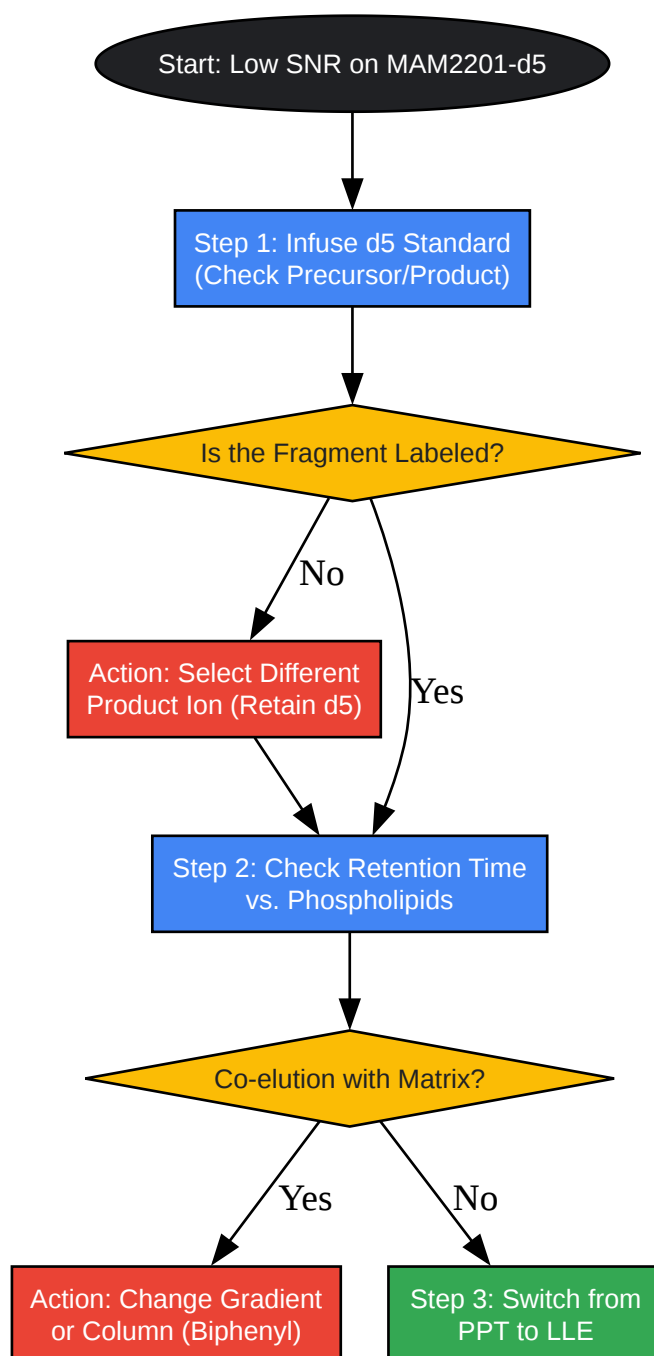 Start: Low SNR on MAM2201-d5
Step 1: Infuse d5 Standard
(Check Precursor/Product)
Is the Fragment Labeled?
No
Yes
Action: Select Different
Product Ion (Retain d5)
Step 2: Check Retention Time
vs. Phospholipids
Co-elution with Matrix?
Yes
No
Action: Change Gradient
or Column (Biphenyl)
Step 3: Switch from
PPT to LLE